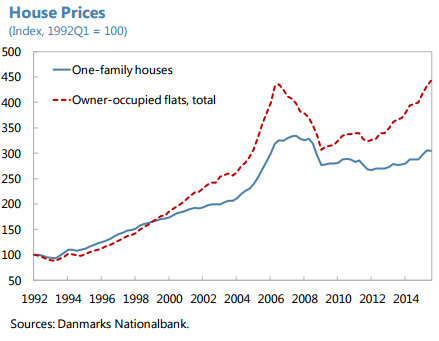 House Prices
(Index, 1992Q1 = 100)
500
450
400
350
300
250
200
150
100
50
One-family houses
Owner-occupied flats, total
1992 1994 1996 1998 2000 2002 2004 2006 2008 2010 2012 2014
Sources: Danmarks Nationalbank.